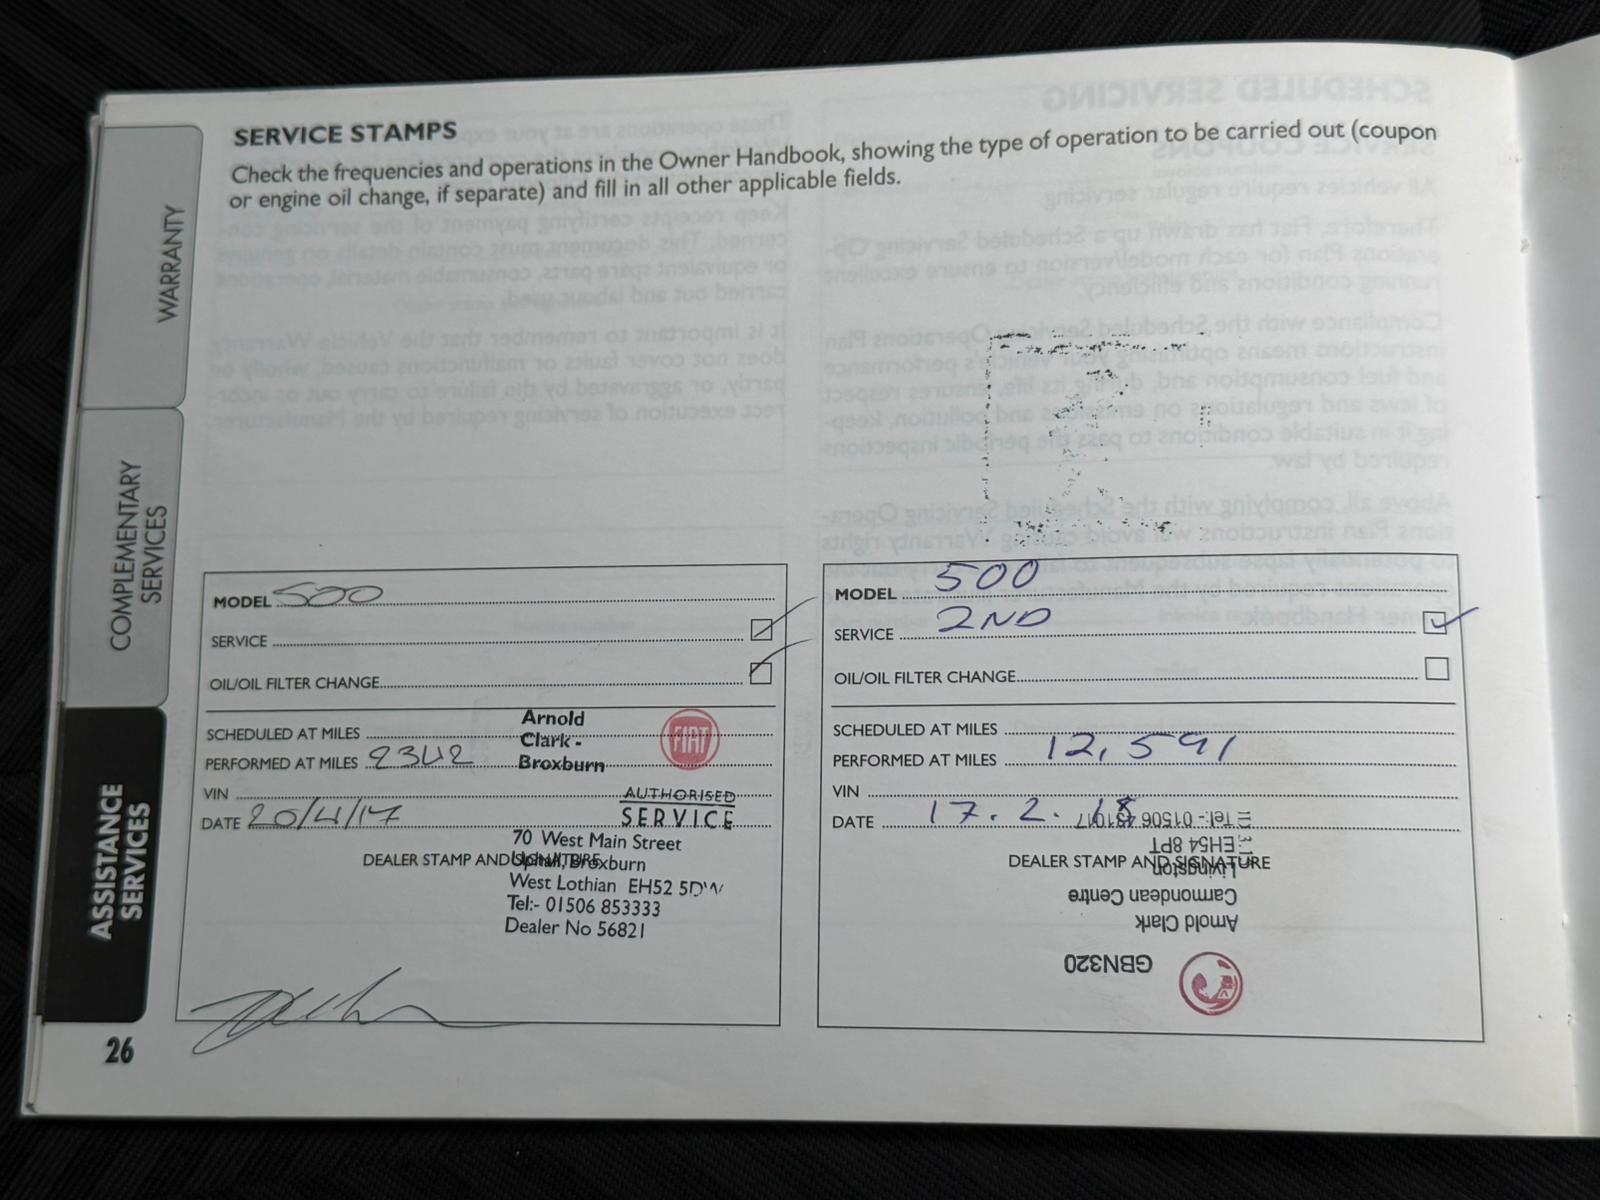 SERVICE STAMPS
Check the frequencies and operations in the Owner Handbook, showing the type of operation to be carried out (coupon
or engine oil change, if separate) and fill in all other applicable fields.
WARRANTY
COMPLEMENTARY
SERVICES
ASSISTANCE
SERVICES
MODEL 500
SERVICE
OIL/OIL FILTER CHANGE
SCHEDULED AT MILES
PERFORMED AT MILES 2342
VIN
DATE 20/4/17
DEALER STAMP AND SIGNATURE
Arnold
Clark -
Broxburn
FIAT
AUTHORISED
SERVICE
70 West Main Street
Uphall, Broxburn
West Lothian EH52 5DW
Tel:- 01506 853333
Dealer No 56821
MODEL 500
SERVICE 2ND
OIL/OIL FILTER CHANGE
SCHEDULED AT MILES
PERFORMED AT MILES 12,591
VIN
DATE 17.2.18
DEALER STAMP AND SIGNATURE
GBN320
Arnold Clark
Carmondean Centre
Livingston
EH54 8PT
Tel:- 01506
26